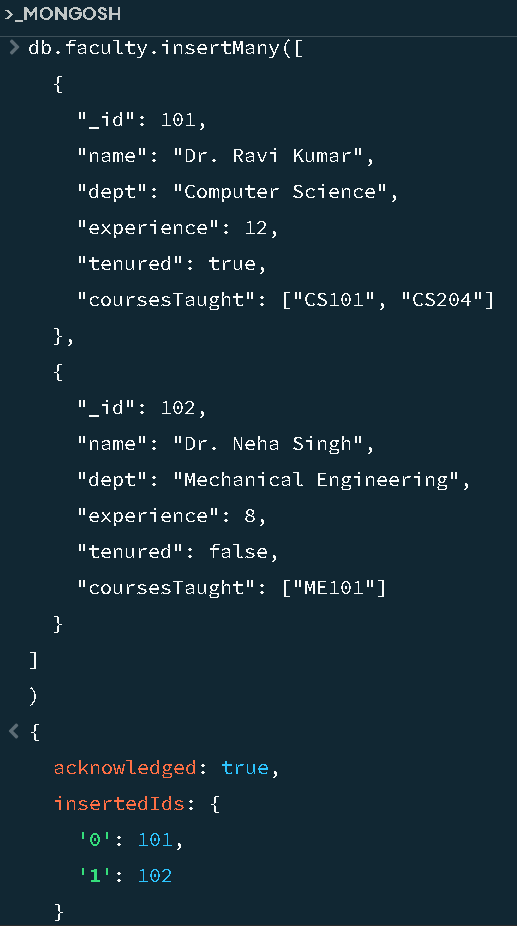 >_MONGOSH
> db.faculty.insertMany([
{
"_id": 101,
"name": "Dr. Ravi Kumar",
"dept": "Computer Science",
"experience": 12,
"tenured": true,
"coursesTaught": ["CS101", "CS204"]
},
{
"_id": 102,
"name": "Dr. Neha Singh",
"dept": "Mechanical Engineering",
"experience": 8,
"tenured": false,
"coursesTaught": ["ME101"]
}
]
)
< {
acknowledged: true,
insertedIds: {
'0': 101,
'1': 102
}